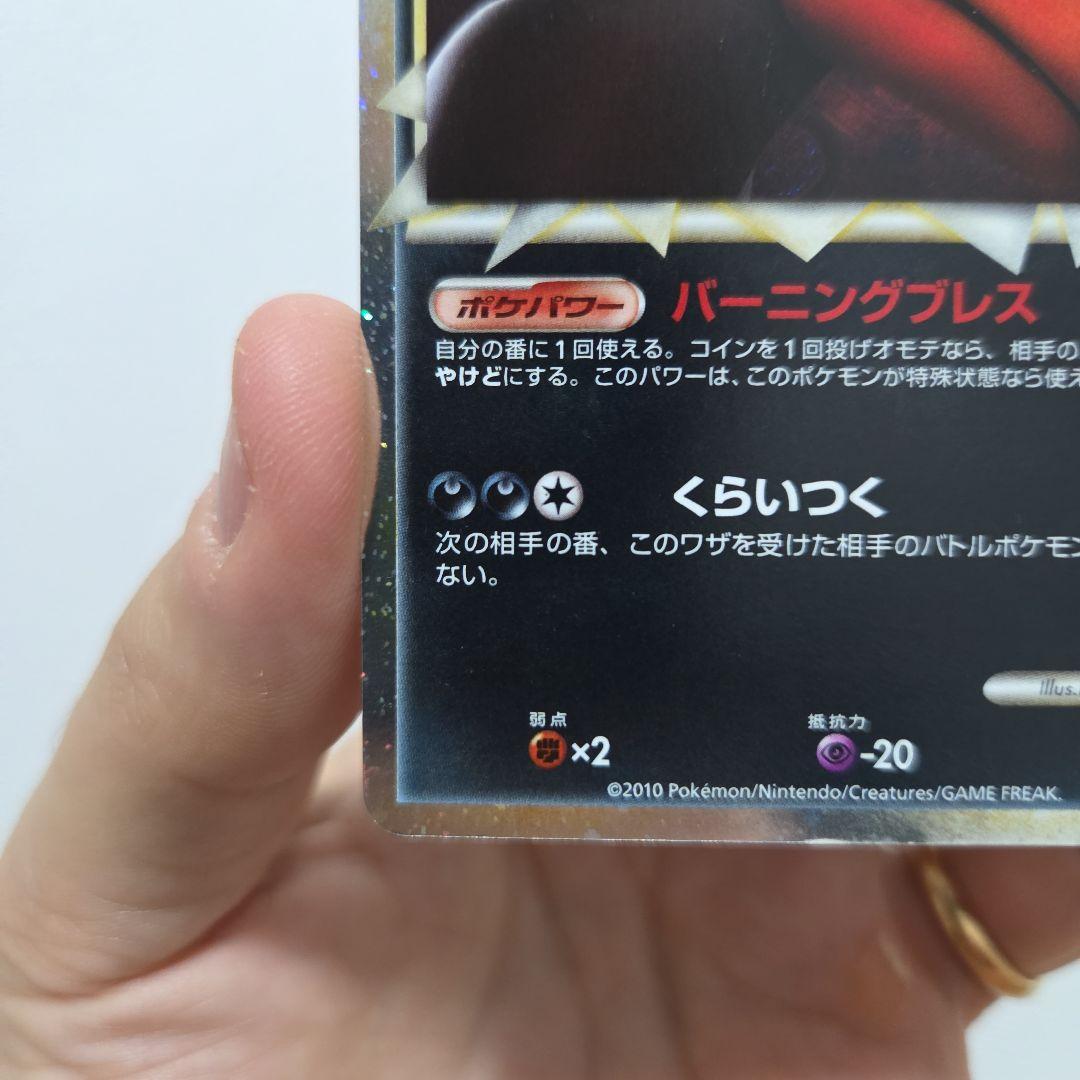 ポケパワー バーニングブレス
自分の番に1回使える。コインを1回投げオモテなら、相手の
やけどにする。このパワーは、このポケモンが特殊状態なら使え
くらいつく
次の相手の番、このワザを受けた相手のバトルポケモン
ない。
Illus.
弱点 抵抗力
×2 -20
©2010 Pokémon/Nintendo/Creatures/GAME FREAK.